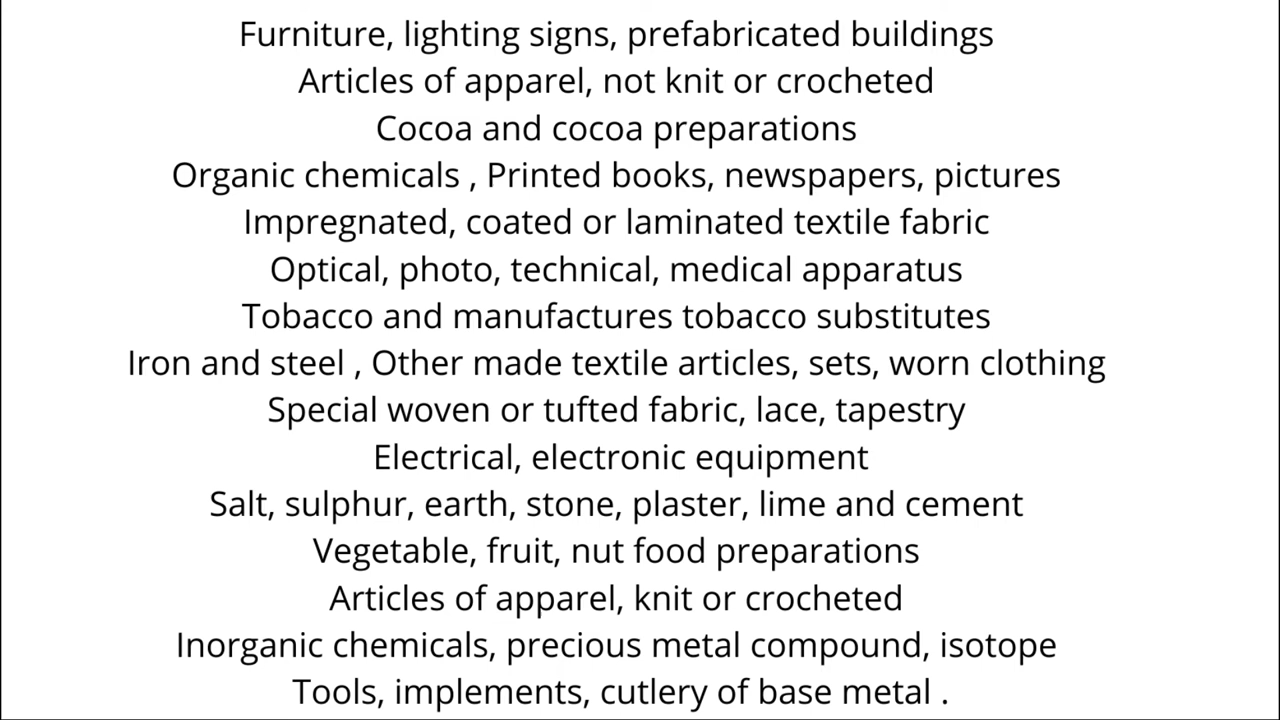 Furniture, lighting signs, prefabricated buildings
Articles of apparel, not knit or crocheted
Cocoa and cocoa preparations
Organic chemicals , Printed books, newspapers, pictures
Impregnated, coated or laminated textile fabric
Optical, photo, technical, medical apparatus
Tobacco and manufactures tobacco substitutes
Iron and steel , Other made textile articles, sets, worn clothing
Special woven or tufted fabric, lace, tapestry
Electrical, electronic equipment
Salt, sulphur, earth, stone, plaster, lime and cement
Vegetable, fruit, nut food preparations
Articles of apparel, knit or crocheted
Inorganic chemicals, precious metal compound, isotope
Tools, implements, cutlery of base metal .